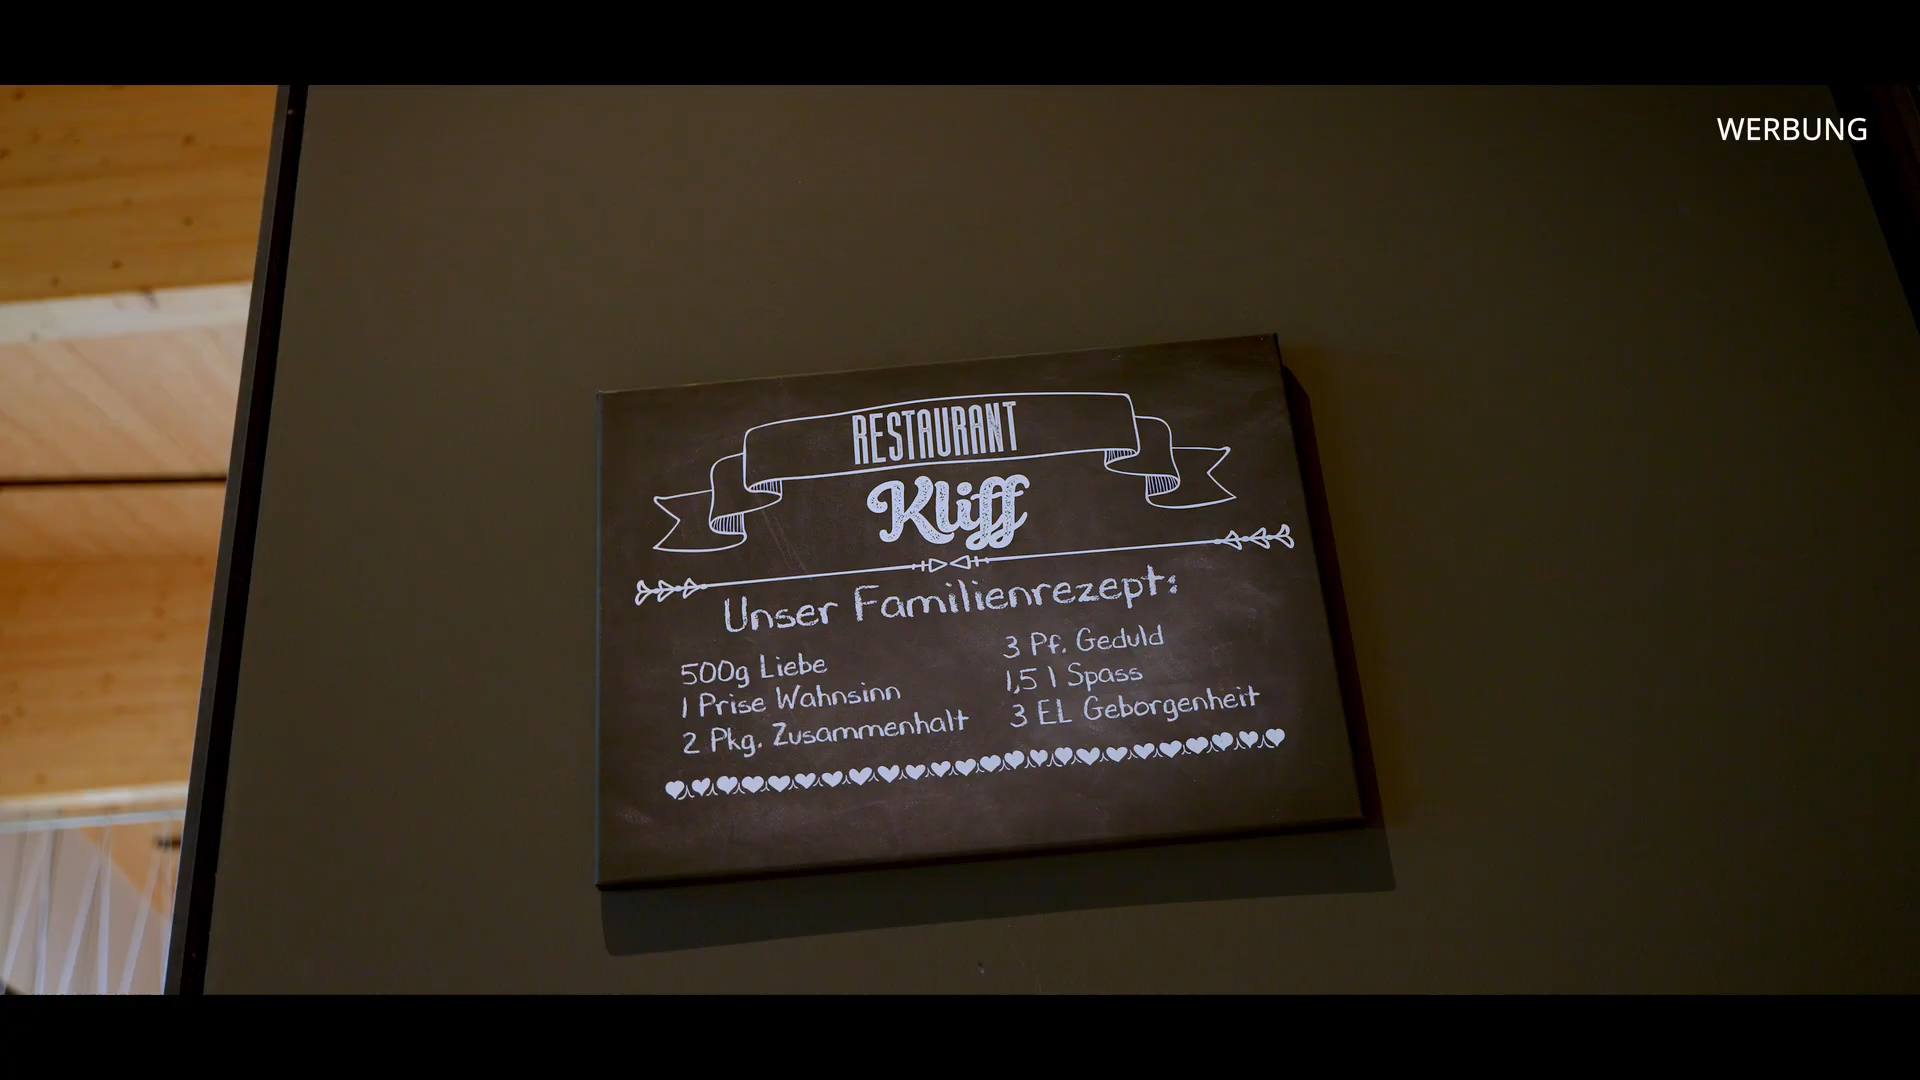 WERBUNG
RESTAURANT
Kliff
Unser Familienrezept:
500g Liebe
1 Prise Wahnsinn
2 Pkg. Zusammenhalt
3 Pf. Geduld
1,5 l Spass
3 EL Geborgenheit